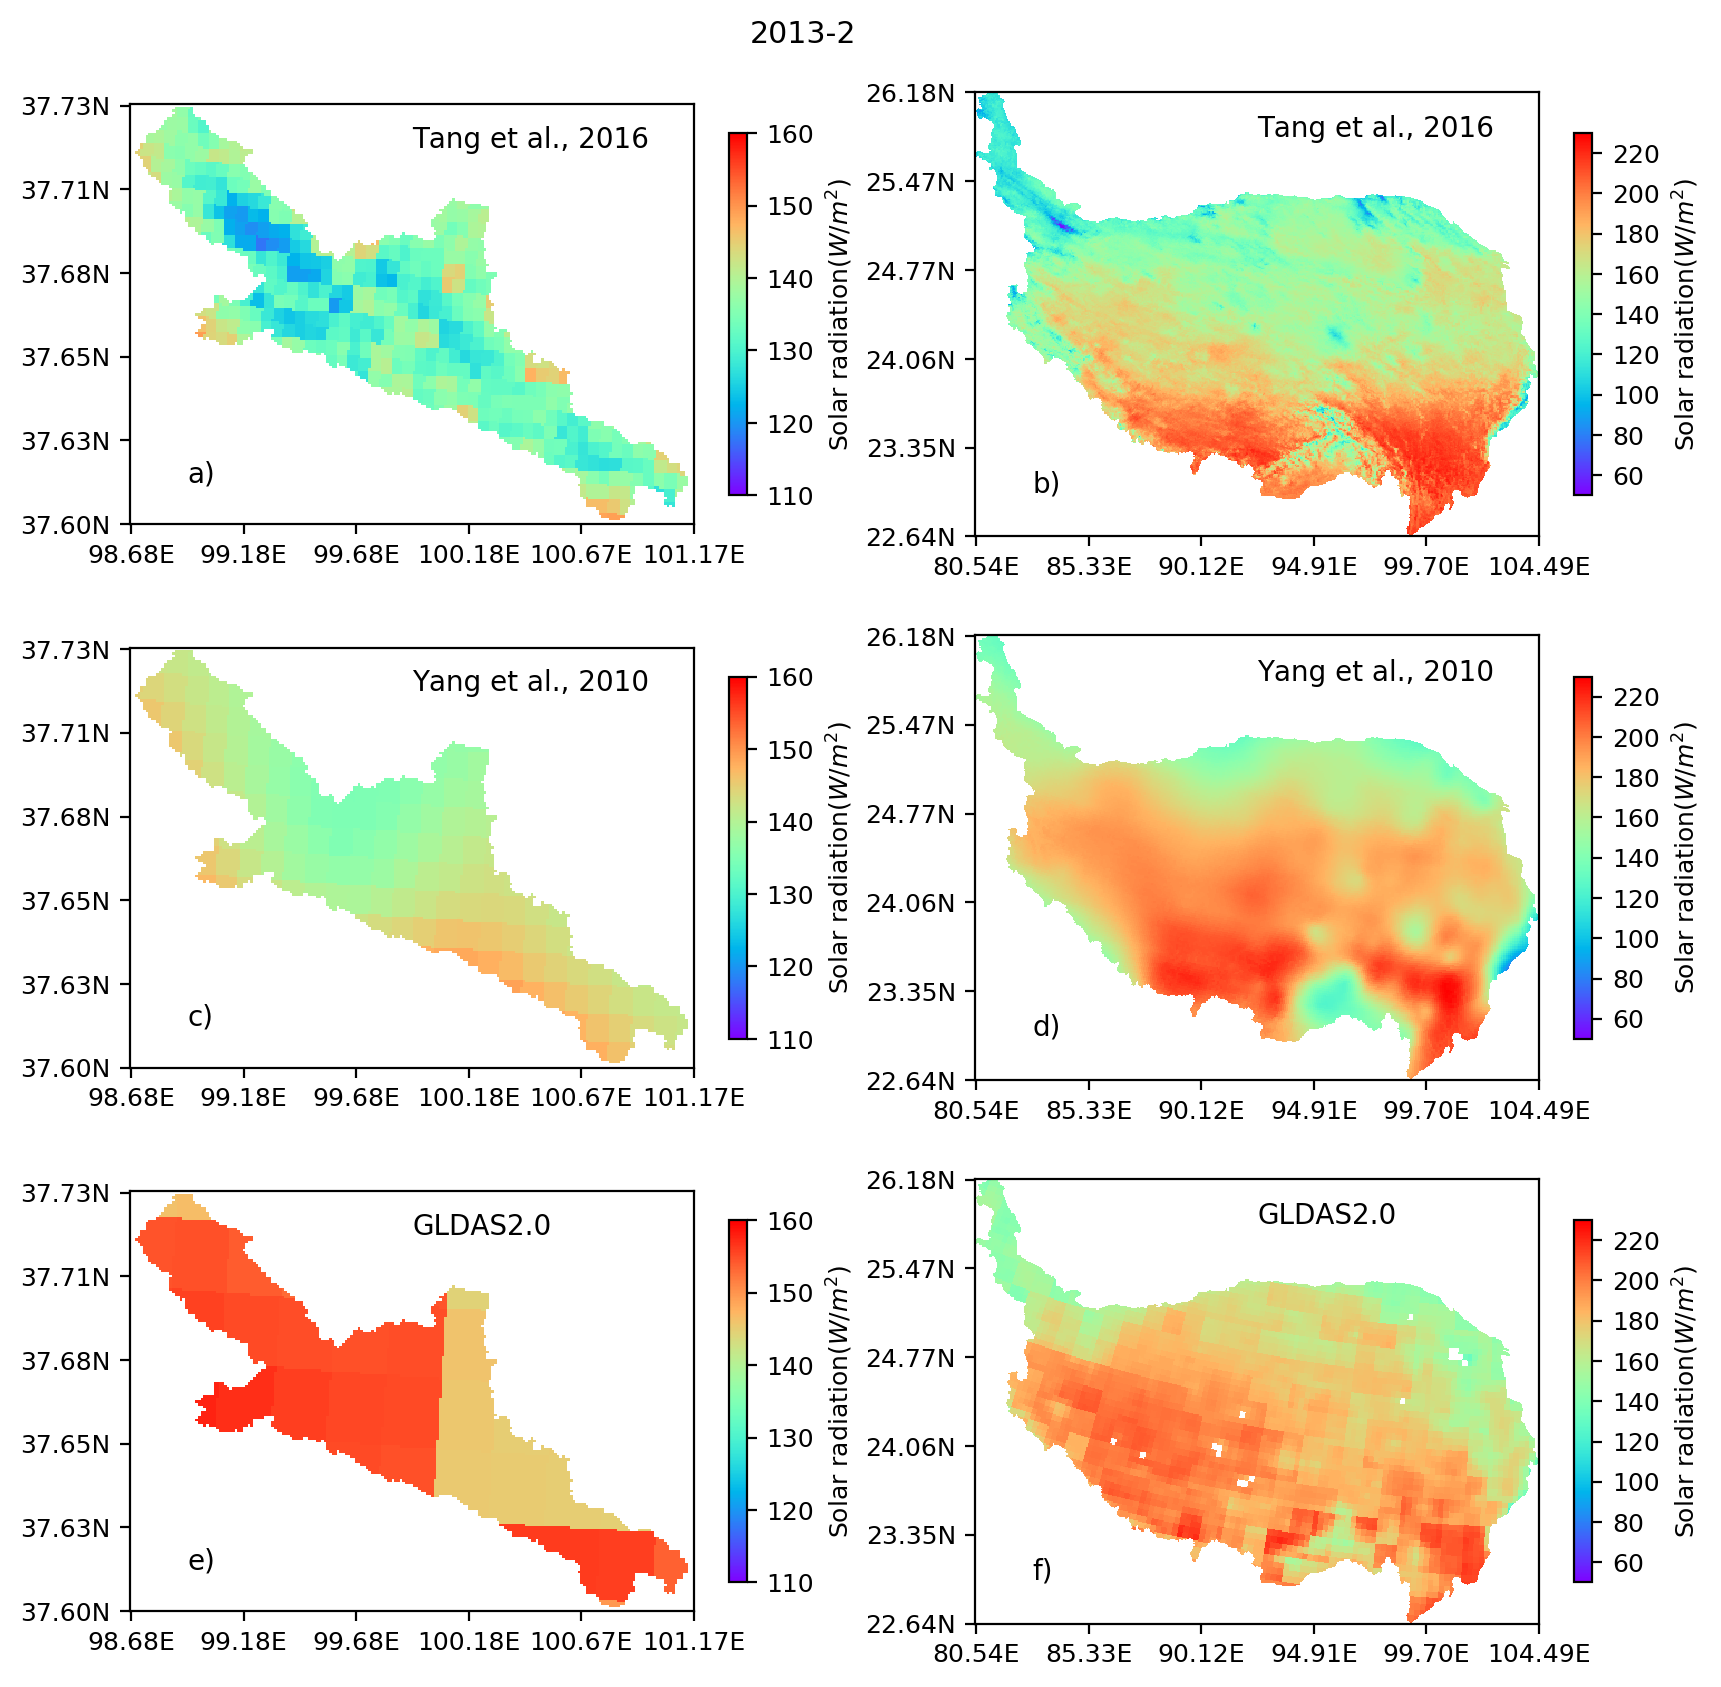 2013-2
37.73N
37.71N
37.68N
37.65N
37.63N
37.60N
98.68E 99.18E 99.68E 100.18E 100.67E 101.17E
Tang et al., 2016
a)
160
150
140
130
120
110
Solar radiation(W/m²)
26.18N
25.47N
24.77N
24.06N
23.35N
22.64N
80.54E 85.33E 90.12E 94.91E 99.70E 104.49E
Tang et al., 2016
b)
220
200
180
160
140
120
100
80
60
Solar radiation(W/m²)
37.73N
37.71N
37.68N
37.65N
37.63N
37.60N
98.68E 99.18E 99.68E 100.18E 100.67E 101.17E
Yang et al., 2010
c)
160
150
140
130
120
110
Solar radiation(W/m²)
26.18N
25.47N
24.77N
24.06N
23.35N
22.64N
80.54E 85.33E 90.12E 94.91E 99.70E 104.49E
Yang et al., 2010
d)
220
200
180
160
140
120
100
80
60
Solar radiation(W/m²)
37.73N
37.71N
37.68N
37.65N
37.63N
37.60N
98.68E 99.18E 99.68E 100.18E 100.67E 101.17E
GLDAS2.0
e)
160
150
140
130
120
110
Solar radiation(W/m²)
26.18N
25.47N
24.77N
24.06N
23.35N
22.64N
80.54E 85.33E 90.12E 94.91E 99.70E 104.49E
GLDAS2.0
f)
220
200
180
160
140
120
100
80
60
Solar radiation(W/m²)